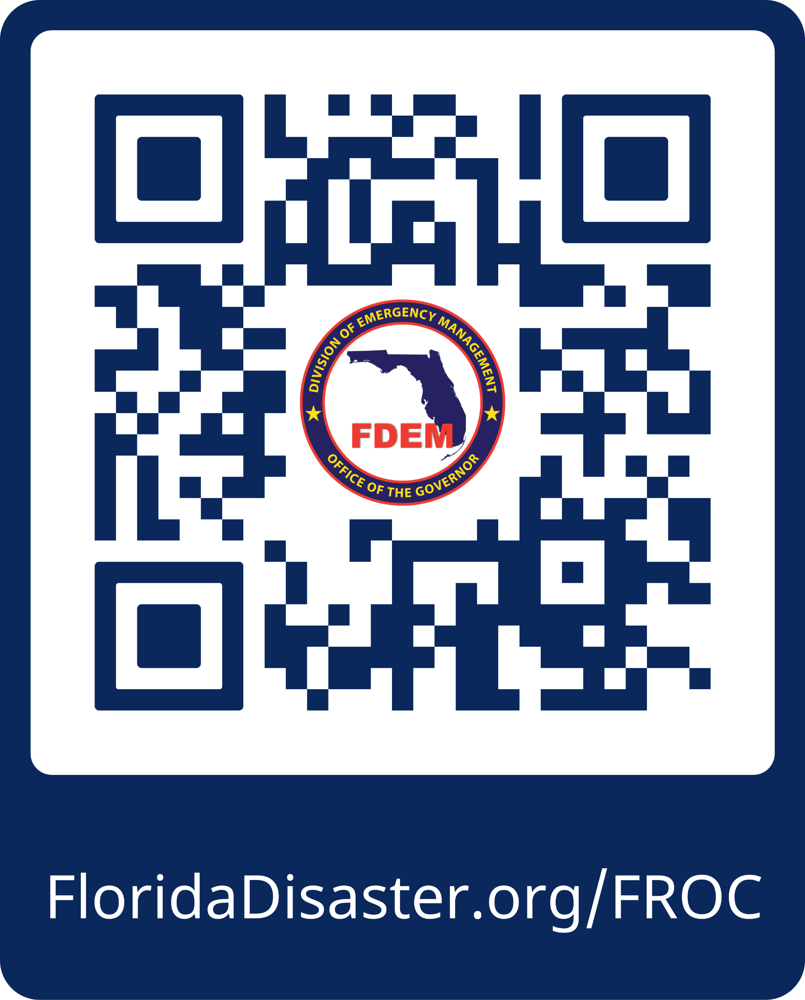 DIVISION OF EMERGENCY MANAGEMENT
FDEM
OFFICE OF THE GOVERNOR
FloridaDisaster.org/FROC